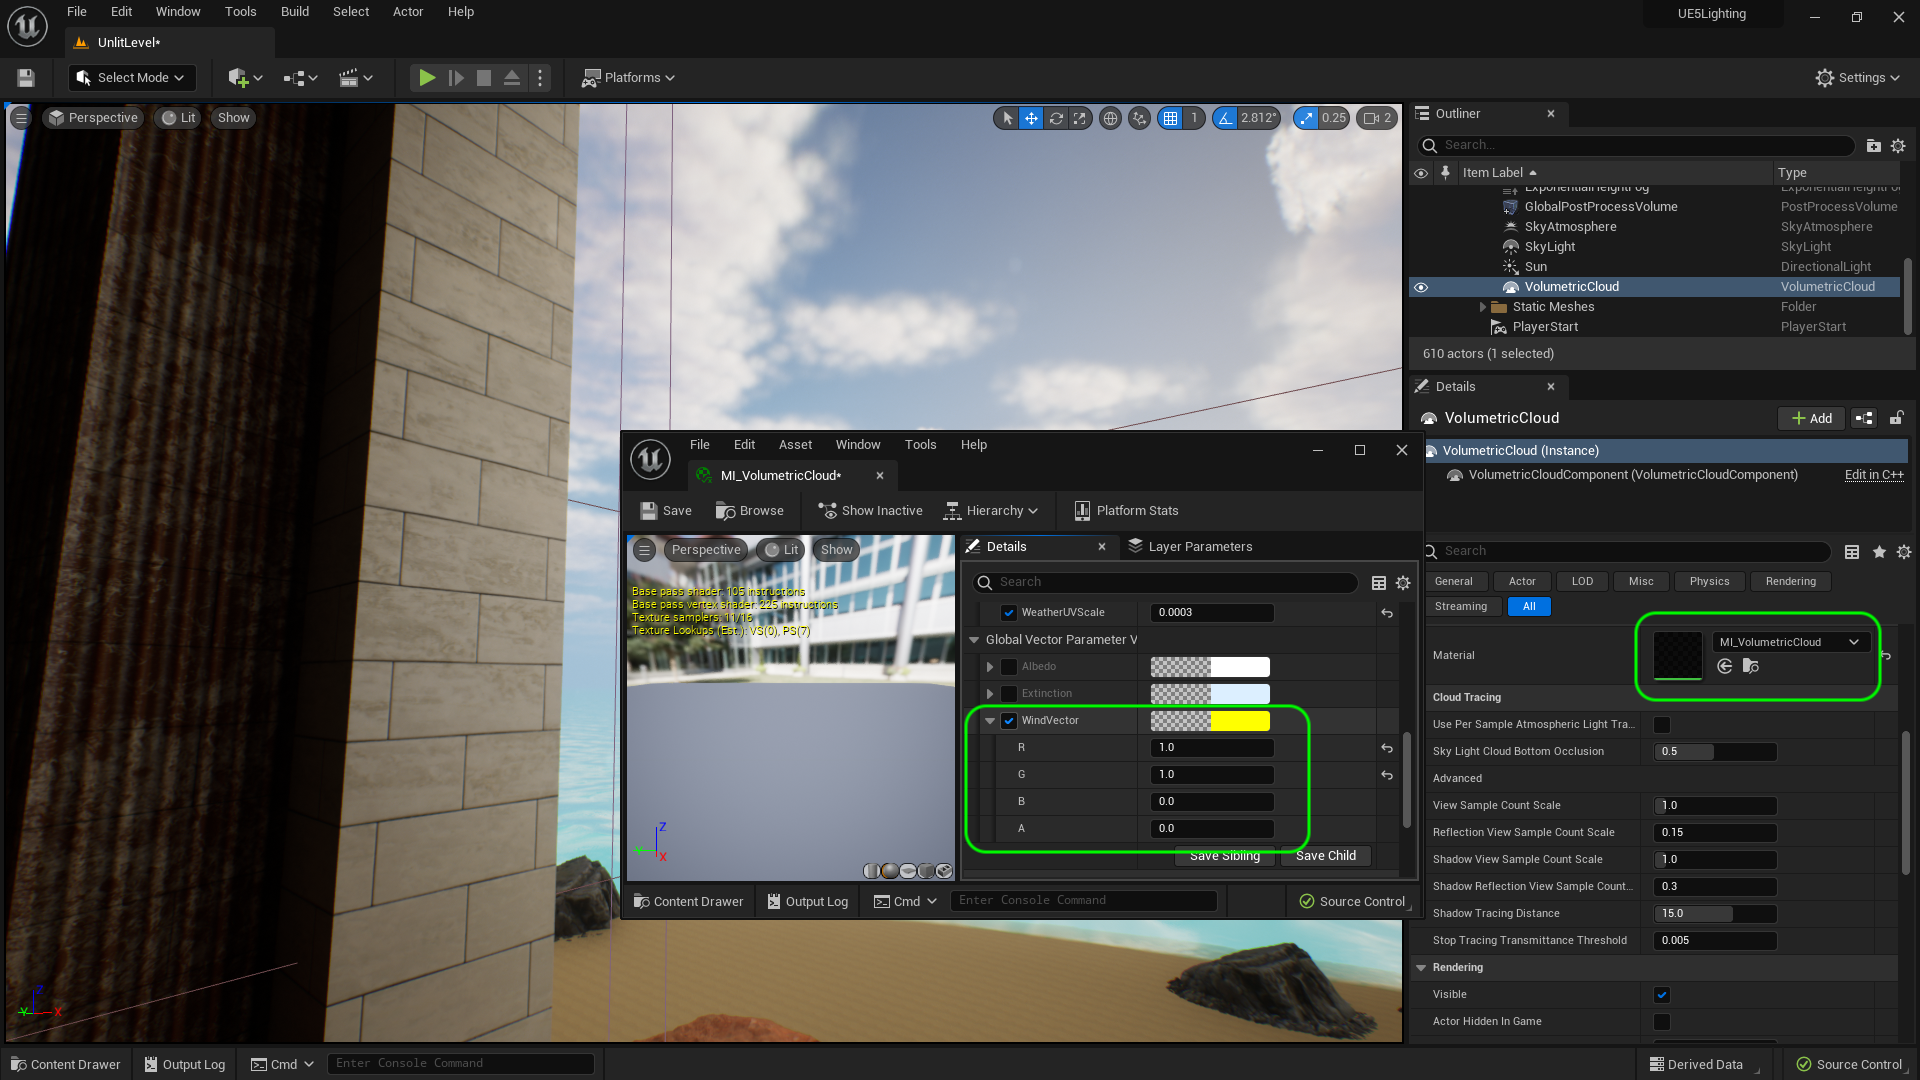 File Edit Window Tools Build Select Actor Help
UE5Lighting
UnlitLevel*
Select Mode
Platforms
Settings
Perspective Lit Show
1 2.812° 0.25 2
Outliner
Search...
Item Label Type
ExponentialHeightFog
GlobalPostProcessVolume PostProcessVolume
SkyAtmosphere SkyAtmosphere
SkyLight SkyLight
Sun DirectionalLight
VolumetricCloud VolumetricCloud
Static Meshes Folder
PlayerStart PlayerStart
610 actors (1 selected)
Details
VolumetricCloud
Add
VolumetricCloud (Instance)
VolumetricCloudComponent (VolumetricCloudComponent) Edit in C++
Search
General Actor LOD Misc Physics Rendering
Streaming All
Material MI_VolumetricCloud
Cloud Tracing
Use Per Sample Atmospheric Light Tra...
Sky Light Cloud Bottom Occlusion 0.5
Advanced
View Sample Count Scale 1.0
Reflection View Sample Count Scale 0.15
Shadow View Sample Count Scale 1.0
Shadow Reflection View Sample Count... 0.3
Shadow Tracing Distance 15.0
Stop Tracing Transmittance Threshold 0.005
Rendering
Visible
Actor Hidden In Game
File Edit Asset Window Tools Help
MI_VolumetricCloud*
Save Browse Show Inactive Hierarchy Platform Stats
Perspective Lit Show
Base pass shader: 105 instructions
Base pass vertex shader: 225 instructions
Texture samplers: 11/16
Texture Lookups (Est.): VS(0), PS(7)
Z
Y
X
Details Layer Parameters
Search
WeatherUVScale 0.0003
Global Vector Parameter V
Albedo
Extinction
WindVector
R 1.0
G 1.0
B 0.0
A 0.0
Save Sibling Save Child
Content Drawer Output Log Cmd Enter Console Command Source Control
Z
Y X
Content Drawer Output Log Cmd Enter Console Command Derived Data Source Control